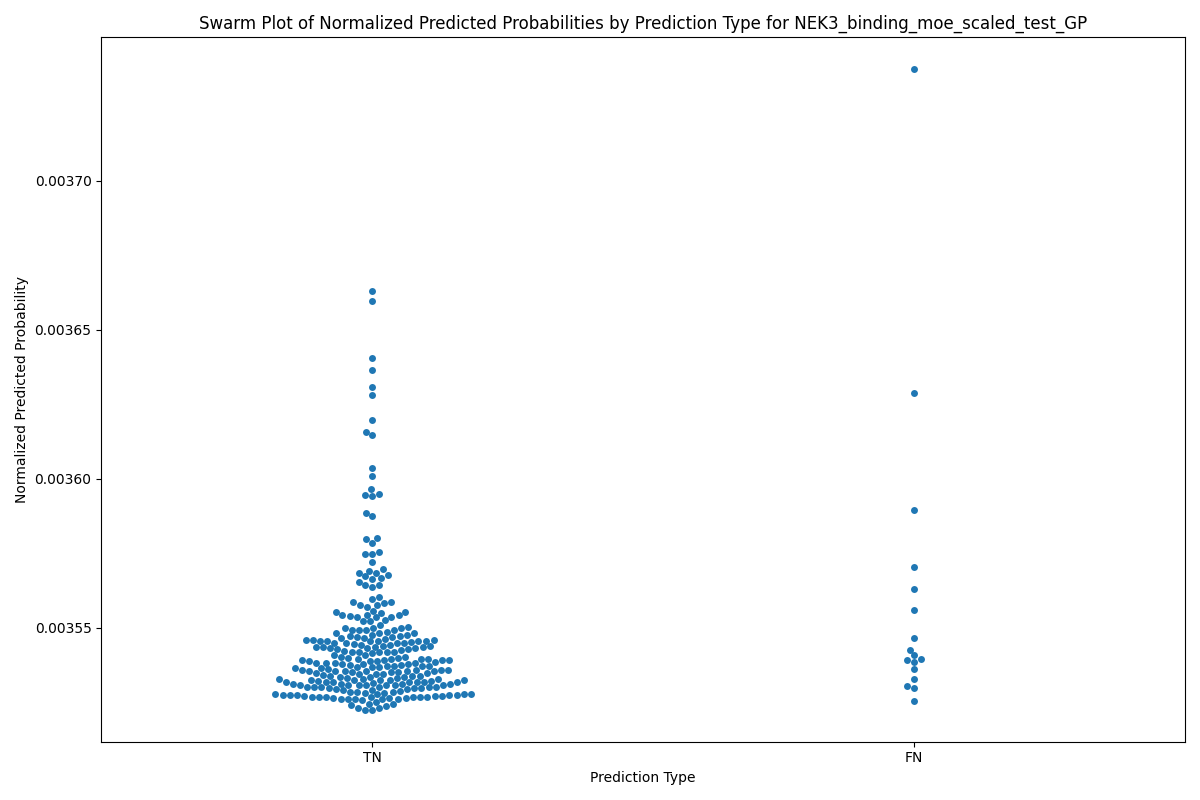 Swarm Plot of Normalized Predicted Probabilities by Prediction Type for NEK3_binding_moe_scaled_test_GP
Normalized Predicted Probability
0.00370
0.00365
0.00360
0.00355
TN
FN
Prediction Type